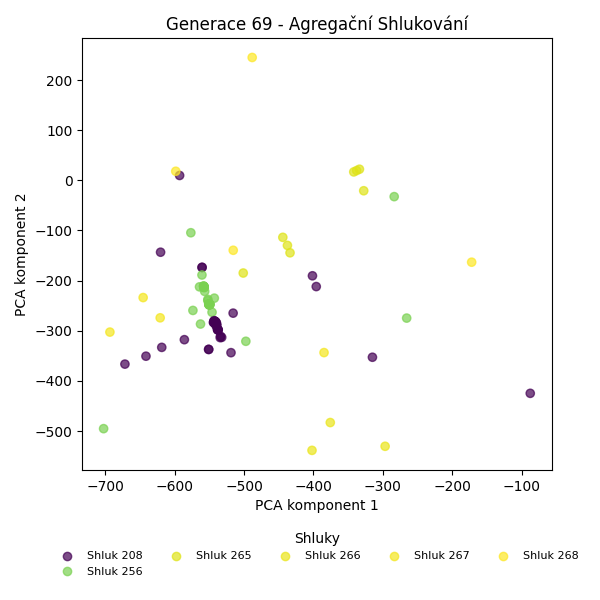 Generace 69 - Agregační Shlukování
200
100
0
−100
−200
−300
−400
−500
PCA komponent 2
−700 −600 −500 −400 −300 −200 −100
PCA komponent 1
Shluky
Shluk 208 Shluk 265 Shluk 266 Shluk 267 Shluk 268
Shluk 256